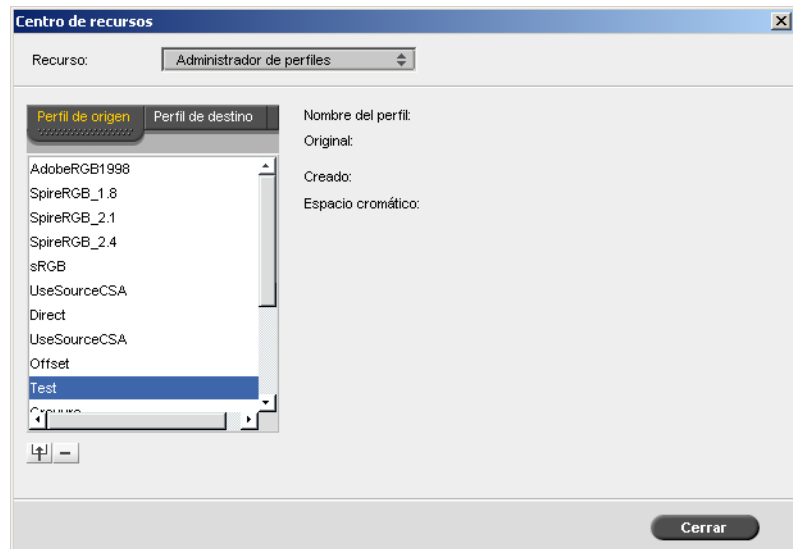 Centro de recursos
Recurso:
Administrador de perfiles
Perfil de origen
Perfil de destino
AdobeRGB1998
SpireRGB_1.8
SpireRGB_2.1
SpireRGB_2.4
sRGB
UseSourceCSA
Direct
UseSourceCSA
Offset
Test
Nombre del perfil:
Original:
Creado:
Espacio cromático:
Cerrar